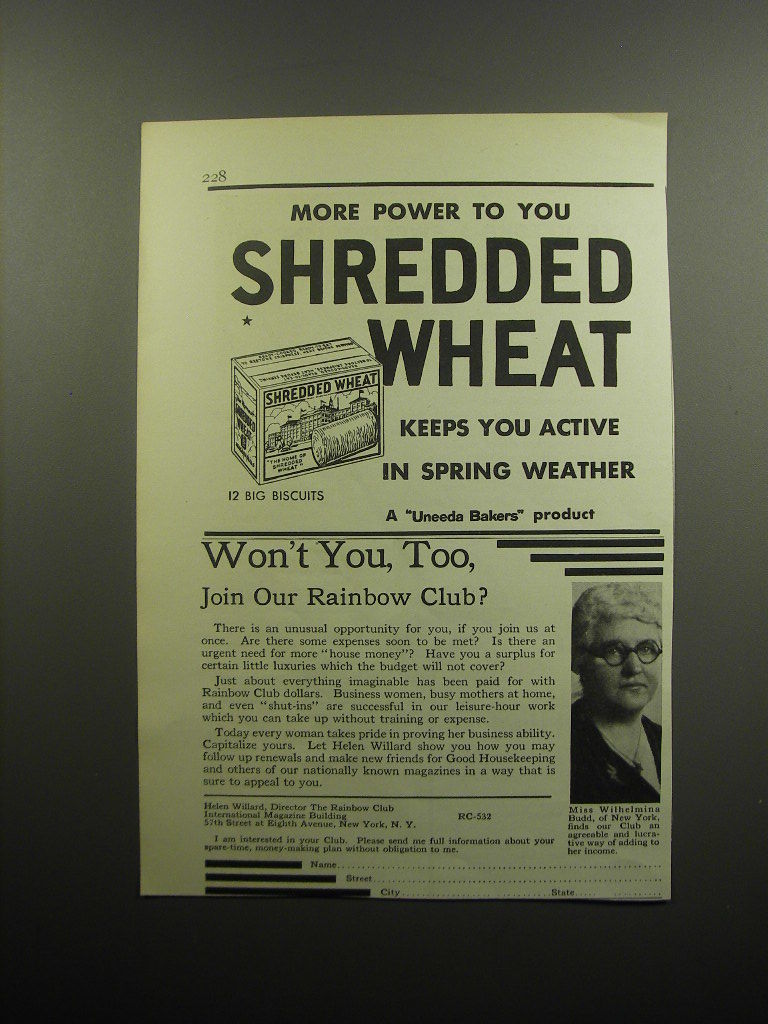 228
MORE POWER TO YOU
SHREDDED
WHEAT
SHREDDED WHEAT
"THE HOME OF
SHREDDED
WHEAT"
SHREDDED
WHEAT
KEEPS YOU ACTIVE
IN SPRING WEATHER
12 BIG BISCUITS
A "Uneeda Bakers" product
Won't You, Too,
Join Our Rainbow Club?
There is an unusual opportunity for you, if you join us at
once. Are there some expenses soon to be met? Is there an
urgent need for more "house money"? Have you a surplus for
certain little luxuries which the budget will not cover?
Just about everything imaginable has been paid for with
Rainbow Club dollars. Business women, busy mothers at home,
and even "shut-ins" are successful in our leisure-hour work
which you can take up without training or expense.
Today every woman takes pride in proving her business ability.
Capitalize yours. Let Helen Willard show you how you may
follow up renewals and make new friends for Good Housekeeping
and others of our nationally known magazines in a way that is
sure to appeal to you.
Miss Wilhelmina
Budd, of New York,
finds our Club an
agreeable and lucra-
tive way of adding to
her income.
Helen Willard, Director The Rainbow Club
International Magazine Building RC-532
57th Street at Eighth Avenue, New York, N. Y.
I am interested in your Club. Please send me full information about your
spare-time, money-making plan without obligation to me.
Name
Street
City State